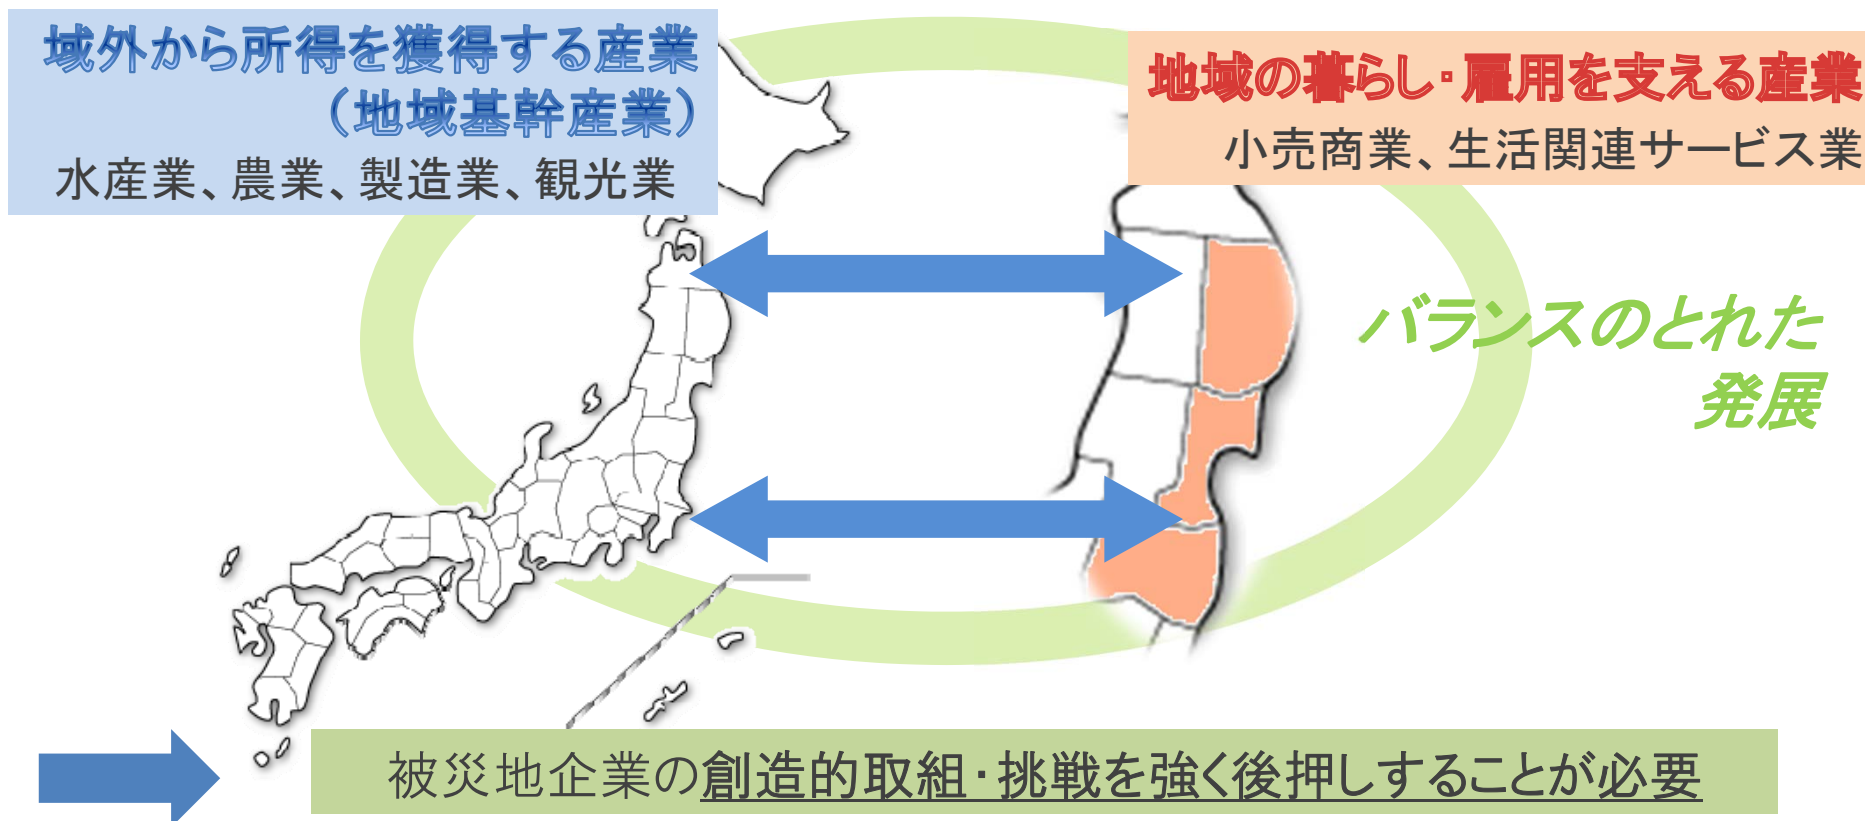 域外から所得を獲得する産業
（地域基幹産業）
水産業、農業、製造業、観光業
地域の暮らし・雇用を支える産業
小売商業、生活関連サービス業
バランスのとれた
発展
被災地企業の創造的取組・挑戦を強く後押しすることが必要